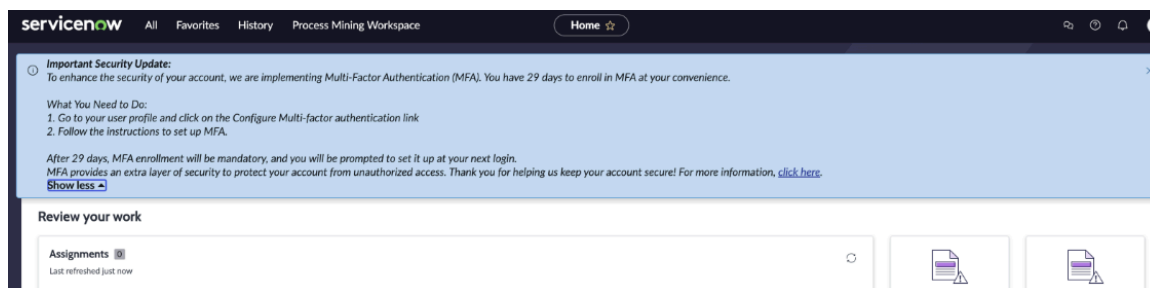 servicenow All Favorites History Process Mining Workspace Home
Important Security Update:
To enhance the security of your account, we are implementing Multi-Factor Authentication (MFA). You have 29 days to enroll in MFA at your convenience.
What You Need to Do:
1. Go to your user profile and click on the Configure Multi-factor authentication link
2. Follow the instructions to set up MFA.
After 29 days, MFA enrollment will be mandatory, and you will be prompted to set it up at your next login.
MFA provides an extra layer of security to protect your account from unauthorized access. Thank you for helping us keep your account secure! For more information, click here.
Show less
Review your work
Assignments 0
Last refreshed just now